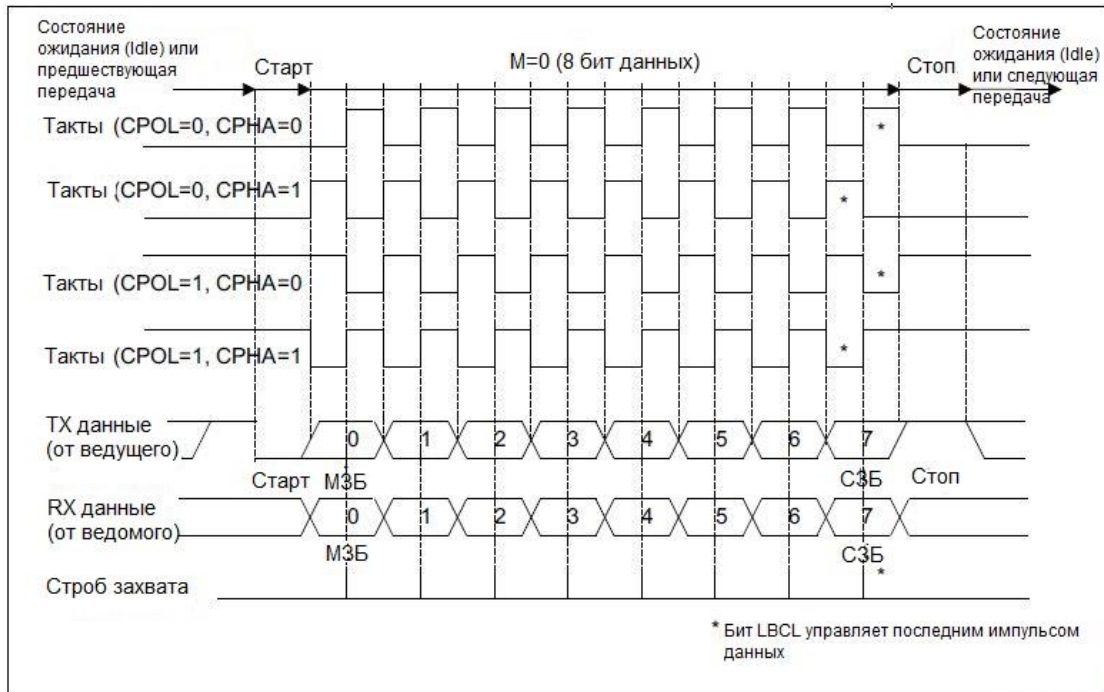 Состояние
ожидания (Idle) или
предшествующая
передача
Старт
M=0 (8 бит данных)
Стоп
Состояние
ожидания (Idle)
или следующая
передача
Такты (CPOL=0, CPHA=0
*
Такты (CPOL=0, CPHA=1
*
Такты (CPOL=1, CPHA=0
*
Такты (CPOL=1, CPHA=1
*
TX данные
(от ведущего)
0 1 2 3 4 5 6 7
Старт МЗБ СЗБ Стоп
RX данные
(от ведомого)
0 1 2 3 4 5 6 7
МЗБ СЗБ
*
Строб захвата
* Бит LBCL управляет последним импульсом
данных